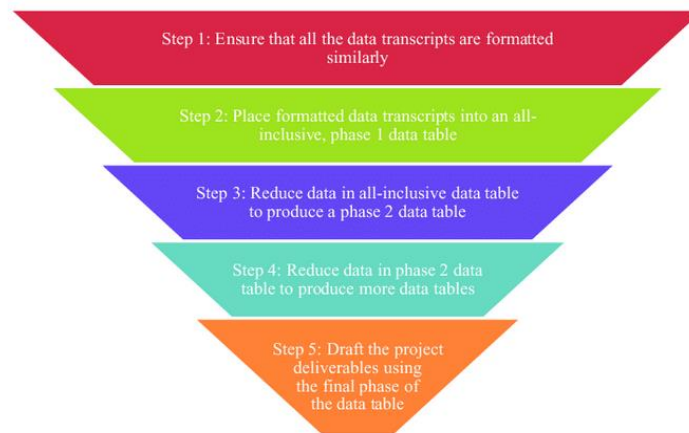 Step 1: Ensure that all the data transcripts are formatted
similarly
Step 2: Place formatted data transcripts into an all-
inclusive, phase 1 data table
Step 3: Reduce data in all-inclusive data table
to produce a phase 2 data table
Step 4: Reduce data in phase 2 data
table to produce more data tables
Step 5: Draft the project
deliverables using
the final phase of
the data table